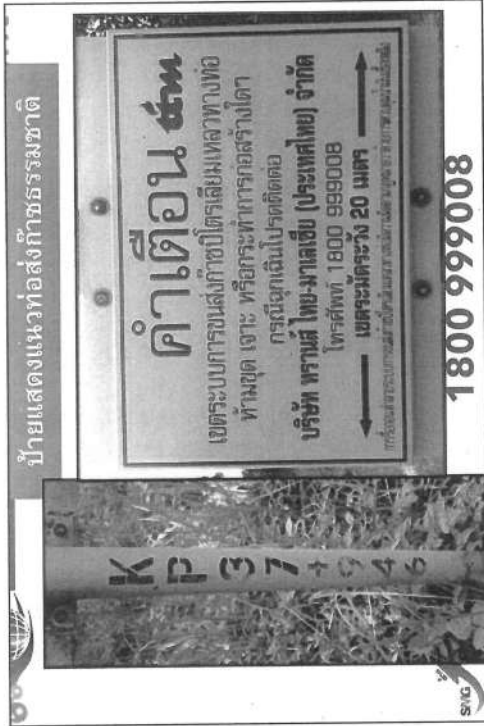 ป้ายแสดงแนวท่อส่งก๊าซธรรมชาติ
คำเตือน
เขตระบบการขนส่งก๊าซปิโตรเลียมเหลวทางท่อ
ห้ามขุด เจาะ หรือกระทำการก่อสร้างใดๆ
กรณีฉุกเฉินโปรดติดต่อ
บริษัท ทรานส์ ไทย-มาเลเซีย (ประเทศไทย) จำกัด
โทรศัพท์ 1800 999008
เขตระมัดระวัง 20 เมตร
KP37+946
1800 999008
SMG